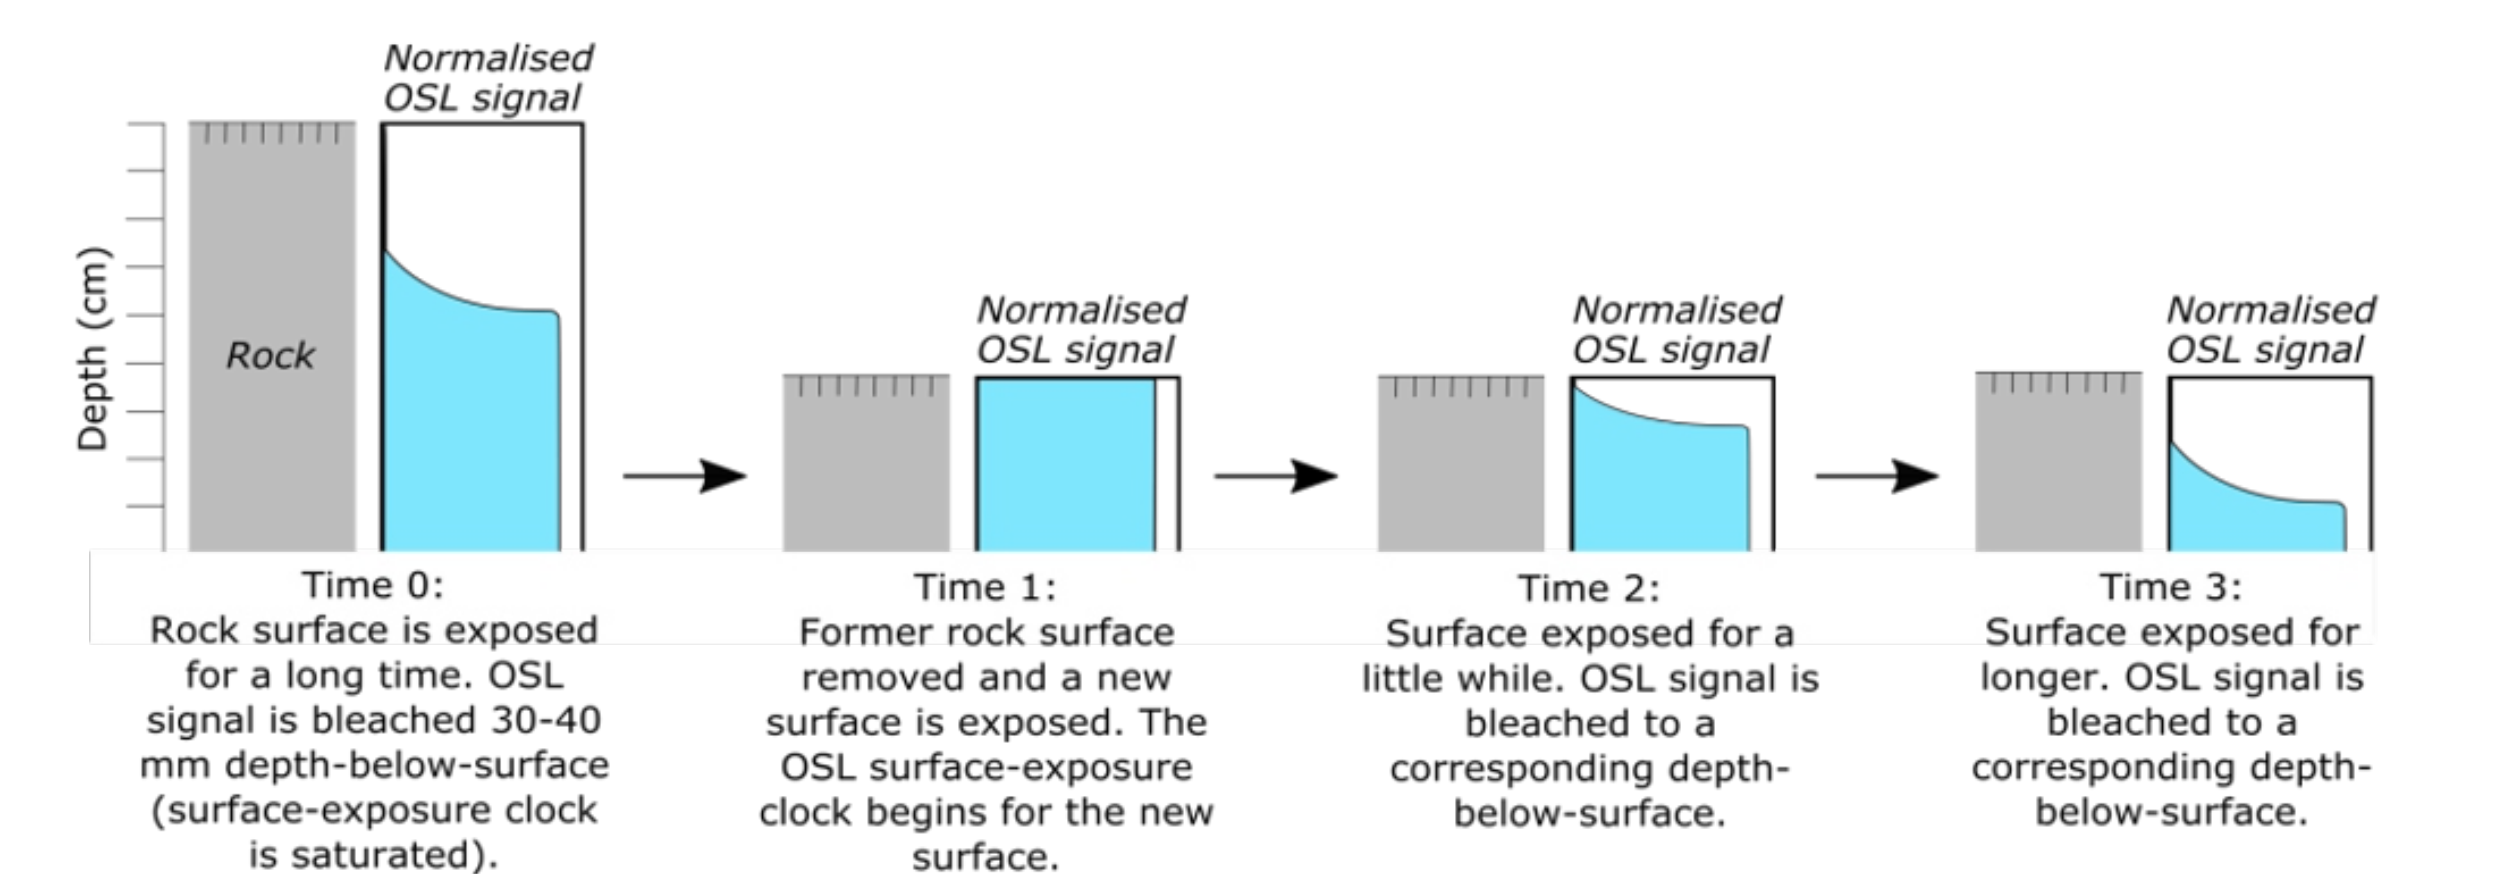 Normalised
OSL signal
Depth (cm)
Rock
Normalised
OSL signal
Normalised
OSL signal
Normalised
OSL signal
Time 0:
Rock surface is exposed
for a long time. OSL
signal is bleached 30-40
mm depth-below-surface
(surface-exposure clock
is saturated).
Time 1:
Former rock surface
removed and a new
surface is exposed. The
OSL surface-exposure
clock begins for the new
surface.
Time 2:
Surface exposed for a
little while. OSL signal is
bleached to a
corresponding depth-
below-surface.
Time 3:
Surface exposed for
longer. OSL signal is
bleached to a
corresponding depth-
below-surface.